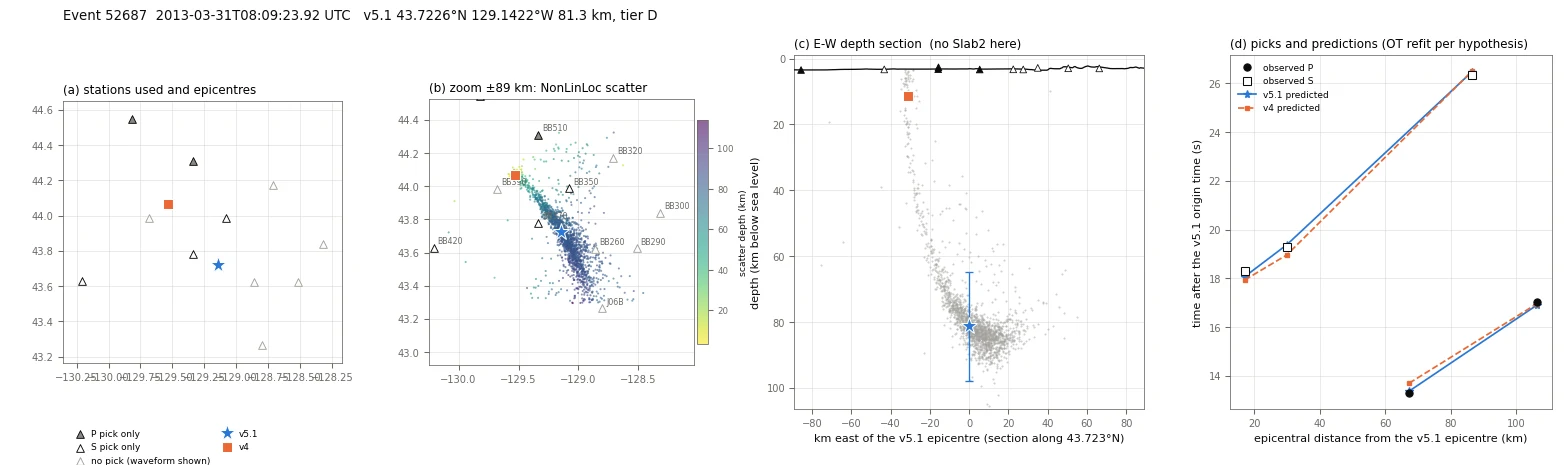 Event 52687  2013-03-31T08:09:23.92 UTC   v5.1 43.7226°N 129.1422°W 81.3 km, tier D
(a) stations used and epicentres
44.6
44.4
44.2
44.0
43.8
43.6
43.4
43.2
−130.25 −130.00 −129.75 −129.50 −129.25 −129.00 −128.75 −128.50 −128.25
P pick only
S pick only
no pick (waveform shown)
v5.1
v4
(b) zoom ±89 km: NonLinLoc scatter
44.4
44.2
44.0
43.8
43.6
43.4
43.2
43.0
−130.0 −129.5 −129.0 −128.5
BB510
BB320
BB350
BB300
BB420
BB260
BB290
J06B
100
80
60
40
20
scatter depth (km)
(c) E-W depth section  (no Slab2 here)
0
20
40
60
80
100
depth (km below sea level)
−80 −60 −40 −20 0 20 40 60 80
km east of the v5.1 epicentre (section along 43.723°N)
(d) picks and predictions (OT refit per hypothesis)
observed P
observed S
v5.1 predicted
v4 predicted
26
24
22
20
18
16
14
time after the v5.1 origin time (s)
20 40 60 80 100
epicentral distance from the v5.1 epicentre (km)